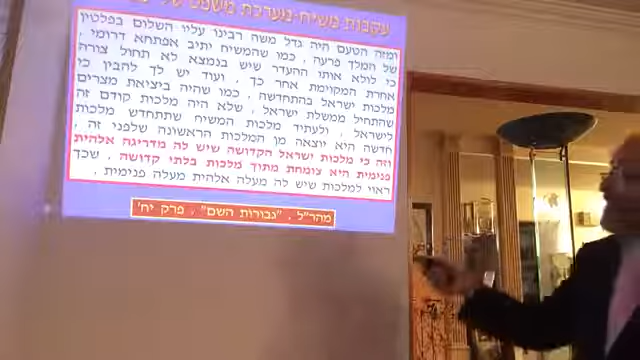 עקבות משיח-מערכת משפט של
ומזה הטעם היה גדל משה רבינו עליו השלום בפלטין
של המלך פרעה , כמו שהמשיח יתיב אפתחא דרומי ,
כי לולא אותו ההעדר שיש בנמצא לא תחול צורה
אחרת המקוימת אחר כך , ועוד יש לך להבין כי
מלכות ישראל בהתחדשה , כמו שהיה ביציאת מצרים
שהתחיל ממשלת ישראל , שלא היה מלכות קודם זה
לישראל , ולעתיד מלכות המשיח שתתחדש מלכות
חדשה היא יוצאה מן המלכות הראשונה שלפני זה ,
וזה כי מלכות ישראל הקדושה שיש לה מדריגה אלהית
פנימית היא צומחת מתוך מלכות בלתי קדושה , שכך
ראוי למלכות שיש לה מעלה אלהית מעלה פנימית .
מהר"ל , "גבורות השם" , פרק יח'